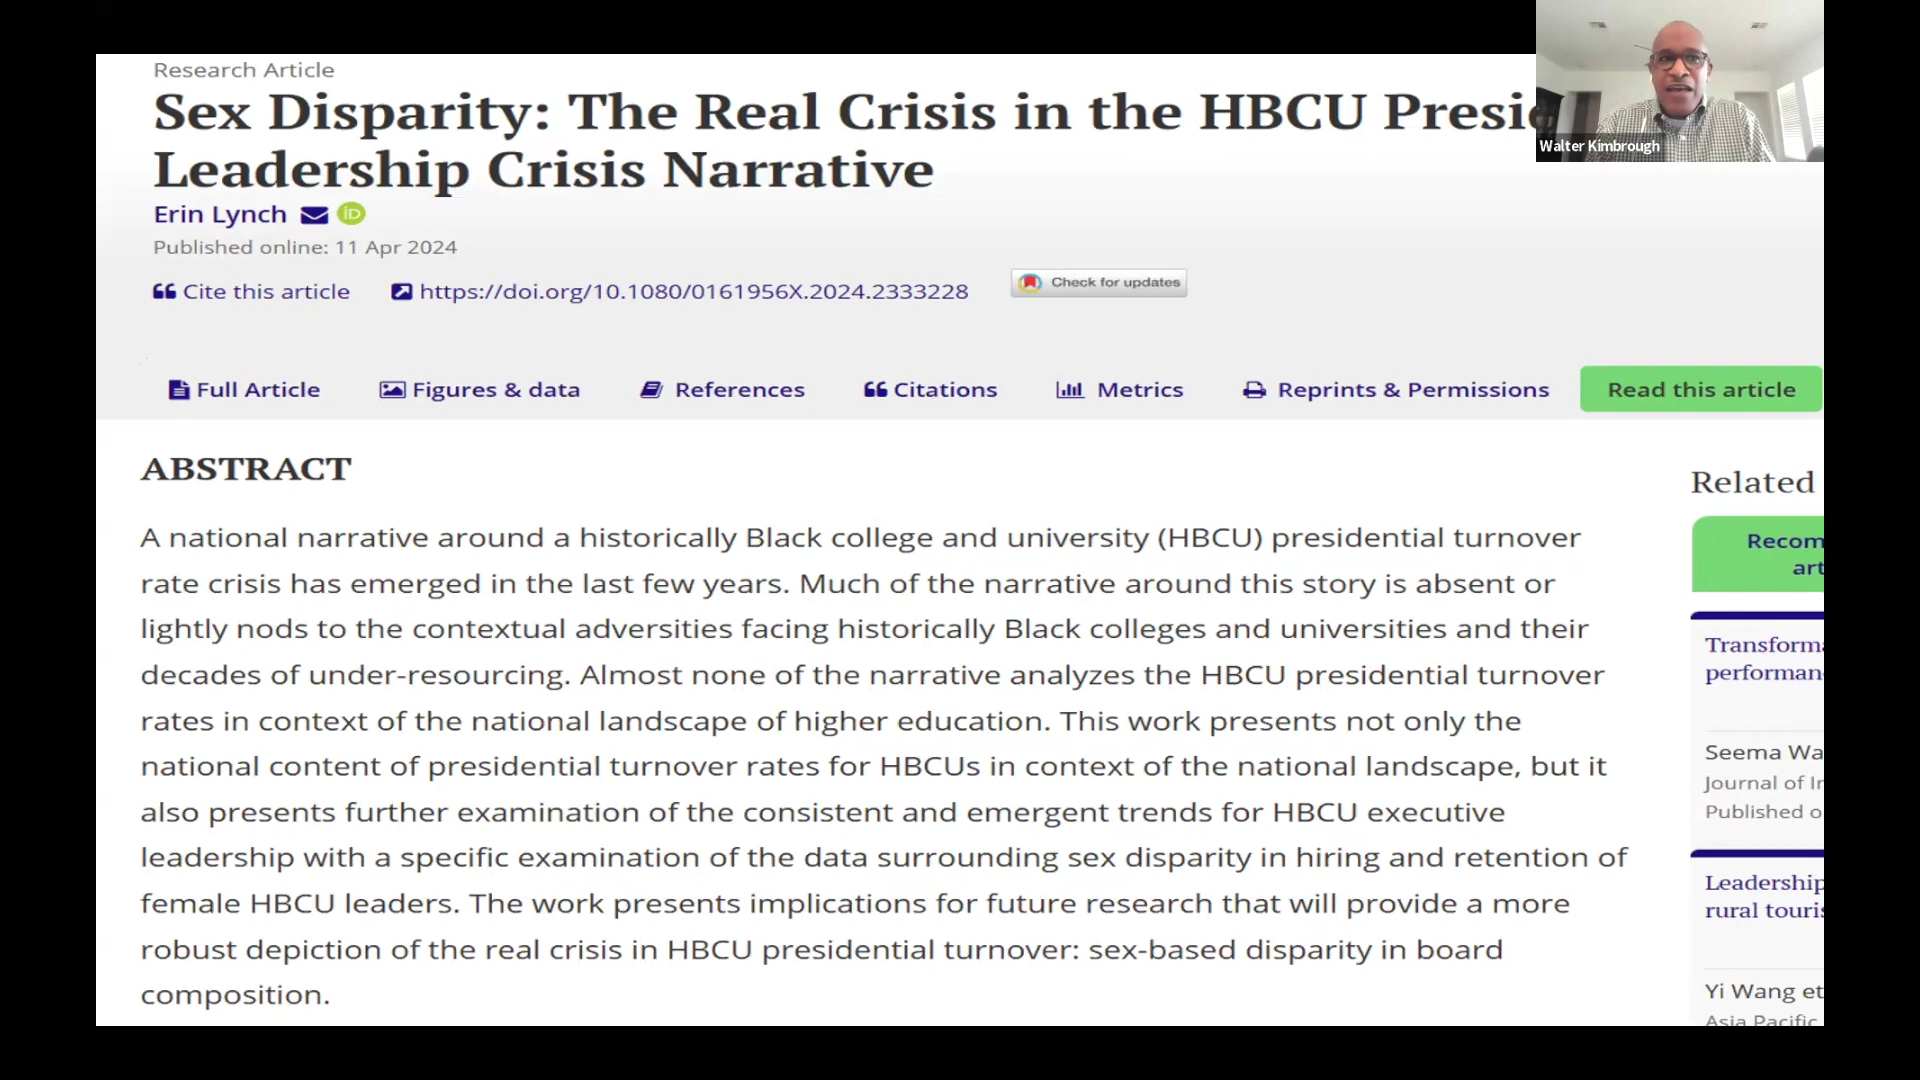 Research Article
Sex Disparity: The Real Crisis in the HBCU
Leadership Crisis Narrative
Walter Kimbrough
Erin Lynch iD
Published online: 11 Apr 2024
Cite this article https://doi.org/10.1080/0161956X.2024.2333228 Check for updates
Full Article Figures & data References Citations Metrics Reprints & Permissions Read this article
ABSTRACT
A national narrative around a historically Black college and university (HBCU) presidential turnover
rate crisis has emerged in the last few years. Much of the narrative around this story is absent or
lightly nods to the contextual adversities facing historically Black colleges and universities and their
decades of under-resourcing. Almost none of the narrative analyzes the HBCU presidential turnover
rates in context of the national landscape of higher education. This work presents not only the
national content of presidential turnover rates for HBCUs in context of the national landscape, but it
also presents further examination of the consistent and emergent trends for HBCU executive
leadership with a specific examination of the data surrounding sex disparity in hiring and retention of
female HBCU leaders. The work presents implications for future research that will provide a more
robust depiction of the real crisis in HBCU presidential turnover: sex-based disparity in board
composition.
Related
Seema
Journal of
Published
Leadership
rural
Yi Wang et
Asia Pacific